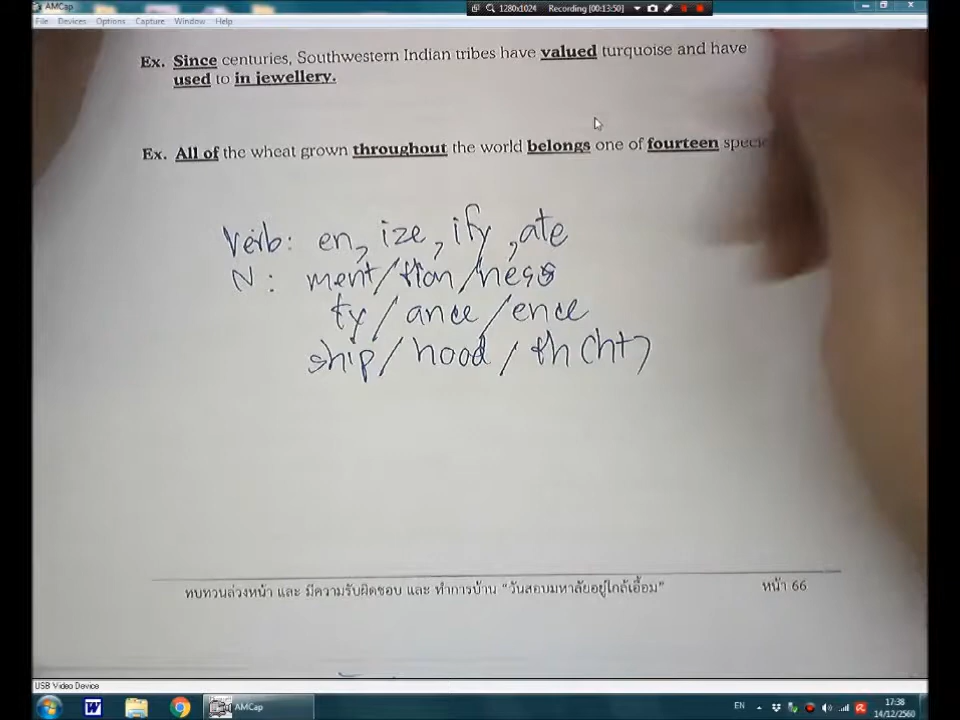 AMCap
1280x1024 Recording [00:13:50]
File Devices Options Capture Window Help
Ex. Since centuries, Southwestern Indian tribes have valued turquoise and have
used to in jewellery.
Ex. All of the wheat grown throughout the world belongs one of fourteen specie
Verb: en, ize, ify, ate
N: ment/tion/ness
ty/ance/ence
ship/hood/th(ht)
ทบทวนล่วงหน้า และ มีความรับผิดชอบ และ ทำการบ้าน "วันสอบมหาลัยอยู่ใกล้เอื้อม" หน้า 66
USB Video Device
AMCap EN 17:38
14/12/2560